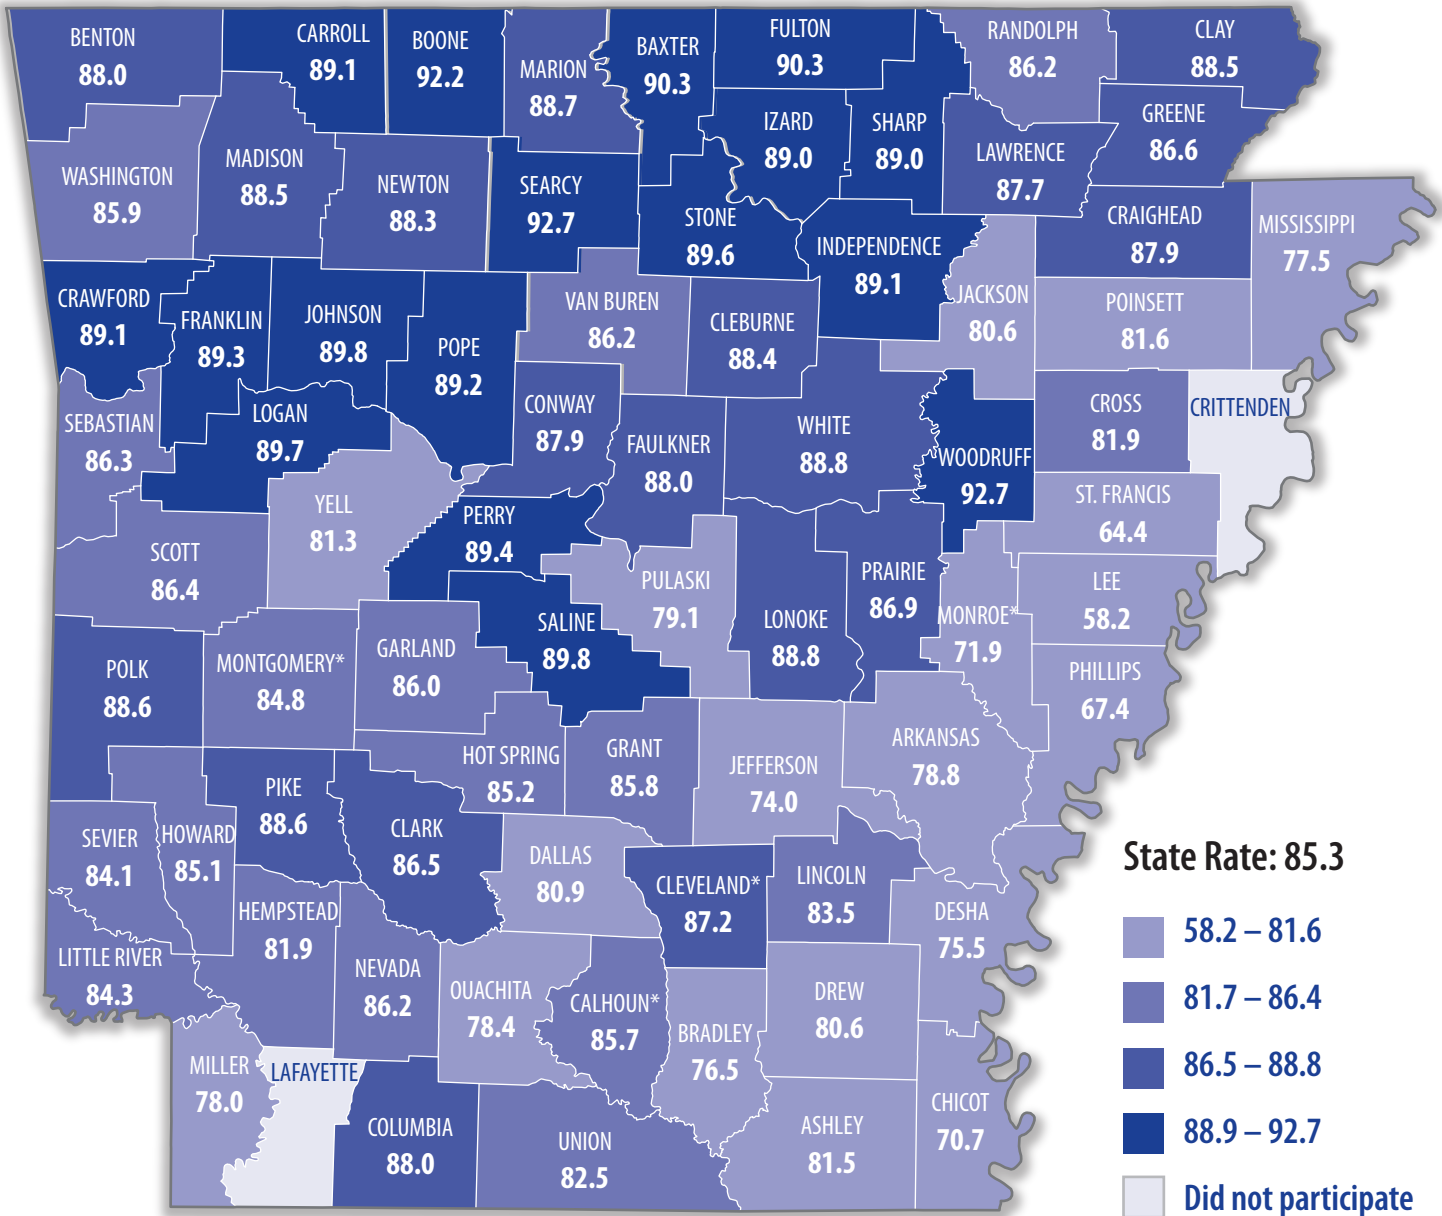 BENTON
88.0
CARROLL
89.1
BOONE
92.2
MARION
88.7
BAXTER
90.3
FULTON
90.3
RANDOLPH
86.2
CLAY
88.5
IZARD
89.0
SHARP
89.0
GREENE
86.6
WASHINGTON
85.9
MADISON
88.5
NEWTON
88.3
SEARCY
92.7
STONE
89.6
LAWRENCE
87.7
INDEPENDENCE
89.1
CRAIGHEAD
87.9
MISSISSIPPI
77.5
CRAWFORD
89.1
FRANKLIN
89.3
JOHNSON
89.8
POPE
89.2
VAN BUREN
86.2
CLEBURNE
88.4
JACKSON
80.6
POINSETT
81.6
SEBASTIAN
86.3
LOGAN
89.7
CONWAY
87.9
FAULKNER
88.0
WHITE
88.8
WOODRUFF
92.7
CROSS
81.9
CRITTENDEN
YELL
81.3
PERRY
89.4
ST. FRANCIS
64.4
SCOTT
86.4
PULASKI
79.1
LONOKE
88.8
PRAIRIE
86.9
MONROE*
71.9
LEE
58.2
POLK
88.6
MONTGOMERY*
84.8
GARLAND
86.0
SALINE
89.8
PHILLIPS
67.4
HOT SPRING
85.2
GRANT
85.8
JEFFERSON
74.0
ARKANSAS
78.8
PIKE
88.6
SEVIER
84.1
HOWARD
85.1
CLARK
86.5
DALLAS
80.9
CLEVELAND*
87.2
LINCOLN
83.5
DESHA
75.5
HEMPSTEAD
81.9
LITTLE RIVER
84.3
NEVADA
86.2
OUACHITA
78.4
CALHOUN*
85.7
BRADLEY
76.5
DREW
80.6
MILLER
78.0
LAFAYETTE
COLUMBIA
88.0
UNION
82.5
ASHLEY
81.5
CHICOT
70.7
State Rate: 85.3
58.2 – 81.6
81.7 – 86.4
86.5 – 88.8
88.9 – 92.7
Did not participate